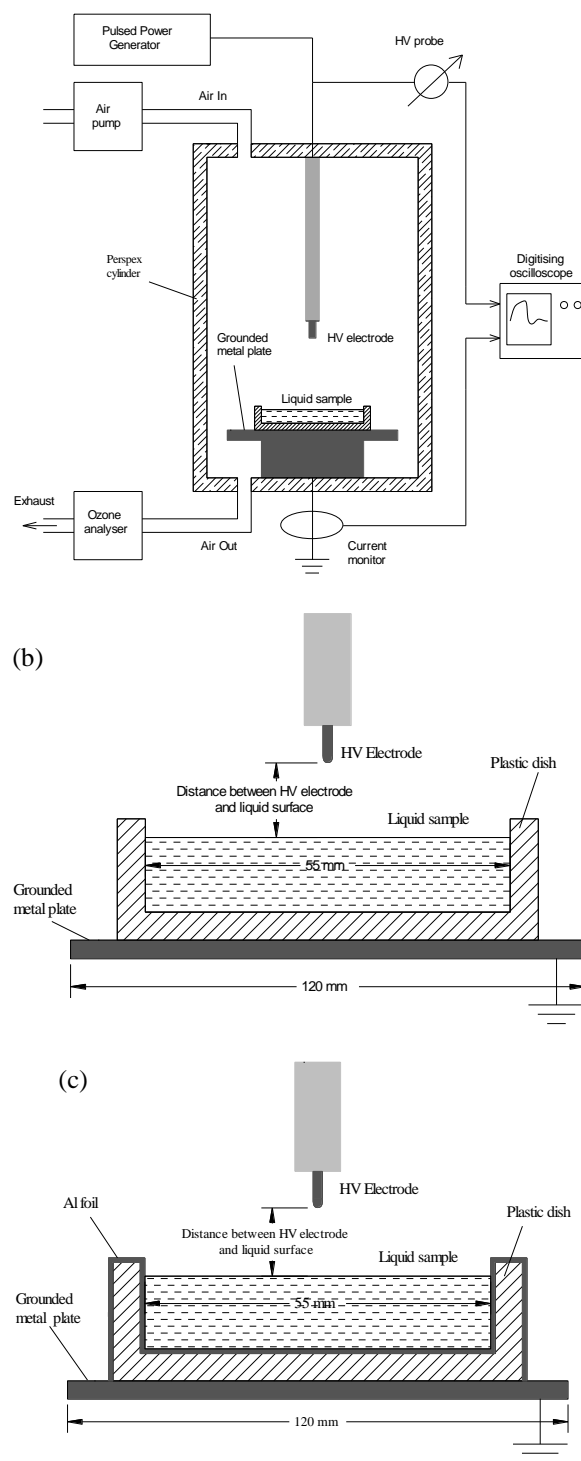 Pulsed Power
Generator
HV probe
Air
pump
Air In
Perspex
cylinder
Digitising
oscilloscope
Grounded
metal plate
HV electrode
Liquid sample
Exhaust
Ozone
analyser
Air Out
Current
monitor
(b)
HV Electrode
Plastic dish
Distance between HV electrode
and liquid surface
Liquid sample
55 mm
Grounded
metal plate
120 mm
(c)
HV Electrode
Al foil
Plastic dish
Distance between HV electrode
and liquid surface
Liquid sample
55 mm
Grounded
metal plate
120 mm